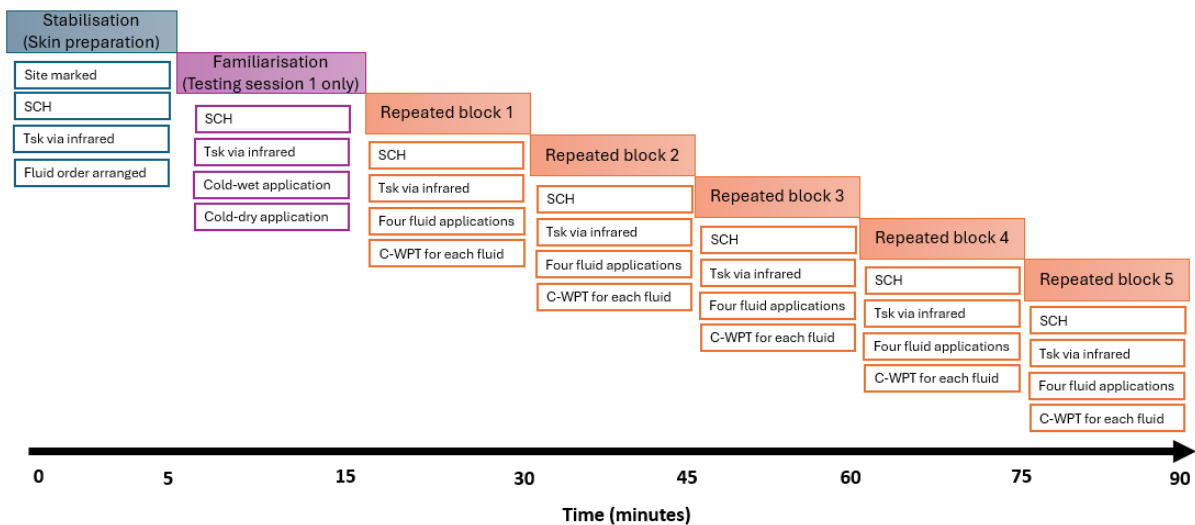 Stabilisation
(Skin preparation)
Site marked
SCH
Tsk via infrared
Fluid order arranged
Familiarisation
(Testing session 1 only)
SCH
Tsk via infrared
Cold-wet application
Cold-dry application
Repeated block 1
SCH
Tsk via infrared
Four fluid applications
C-WPT for each fluid
Repeated block 2
SCH
Tsk via infrared
Four fluid applications
C-WPT for each fluid
Repeated block 3
SCH
Tsk via infrared
Four fluid applications
C-WPT for each fluid
Repeated block 4
SCH
Tsk via infrared
Four fluid applications
C-WPT for each fluid
Repeated block 5
SCH
Tsk via infrared
Four fluid applications
C-WPT for each fluid
0 5 15 30 45 60 75 90
Time (minutes)